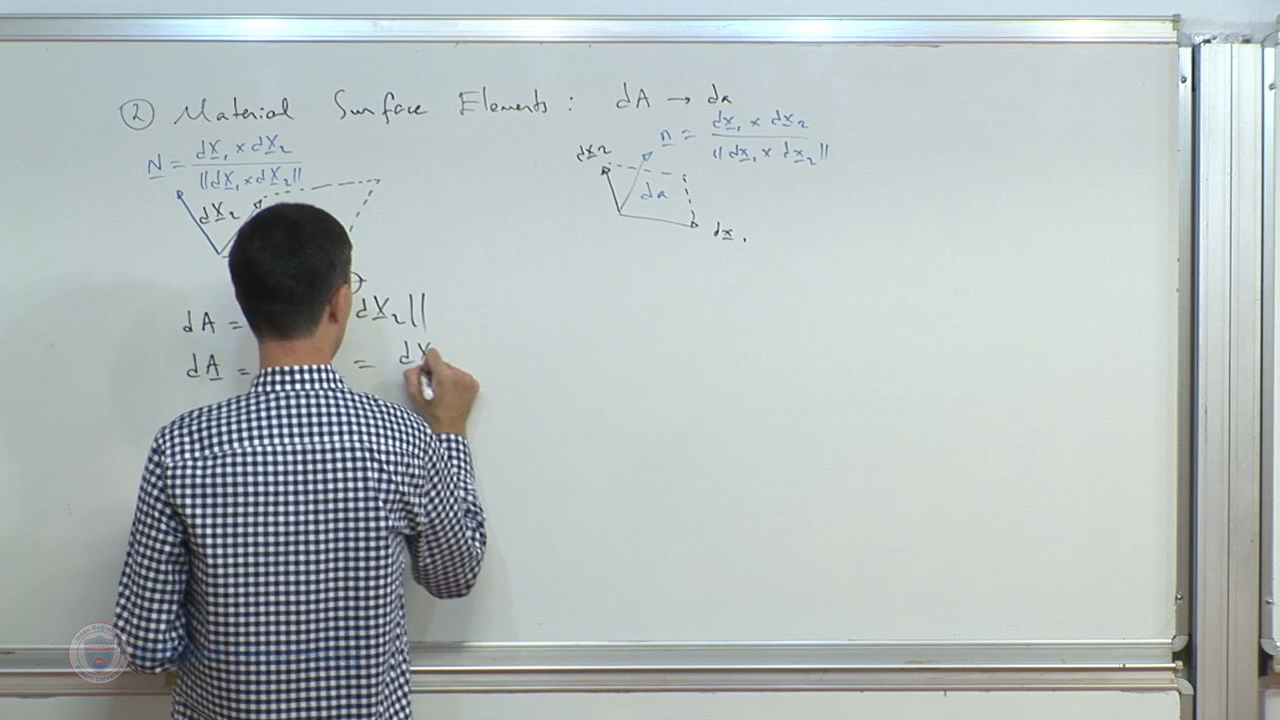 ② Material Surface Elements : dA → da
N = dX₁ × dX₂ / ||dX₁ × dX₂||
n = dx₁ × dx₂ / ||dx₁ × dx₂||
dX₂
dx2
da
dx₁
dA = dX₂||
dA = = dX